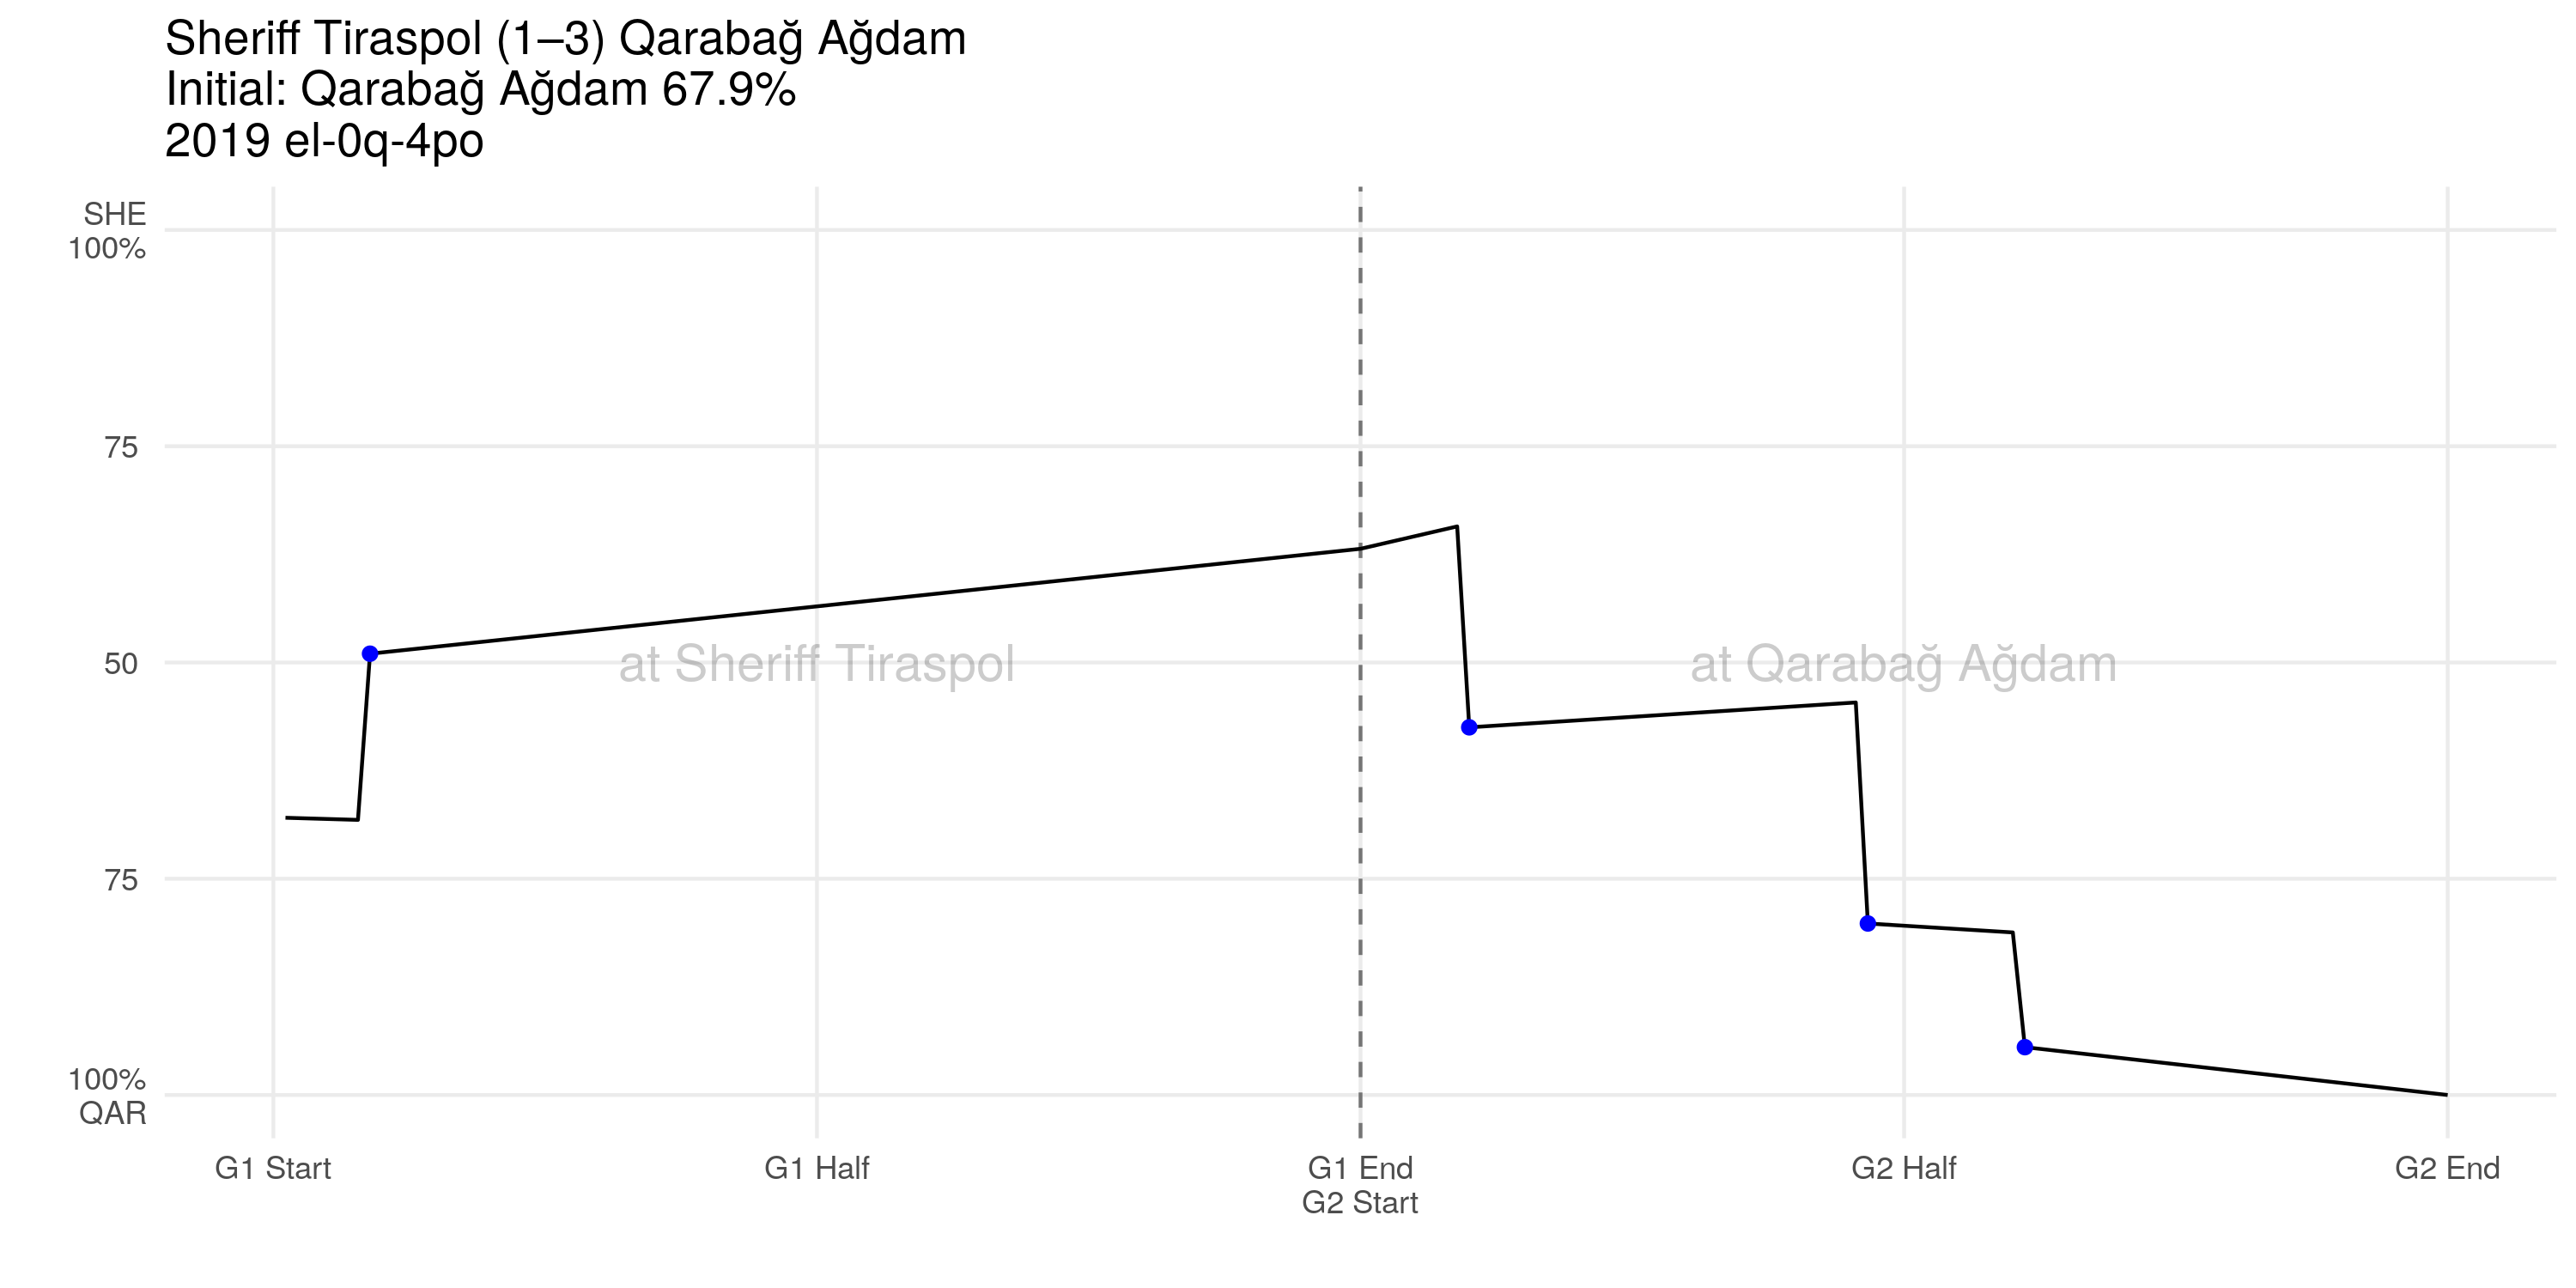 Sheriff Tiraspol (1–3) Qarabağ Ağdam
Initial: Qarabağ Ağdam 67.9%
2019 el-0q-4po
SHE
100%
75
50
75
100%
QAR
at Sheriff Tiraspol
at Qarabağ Ağdam
G1 Start
G1 Half
G1 End
G2 Start
G2 Half
G2 End